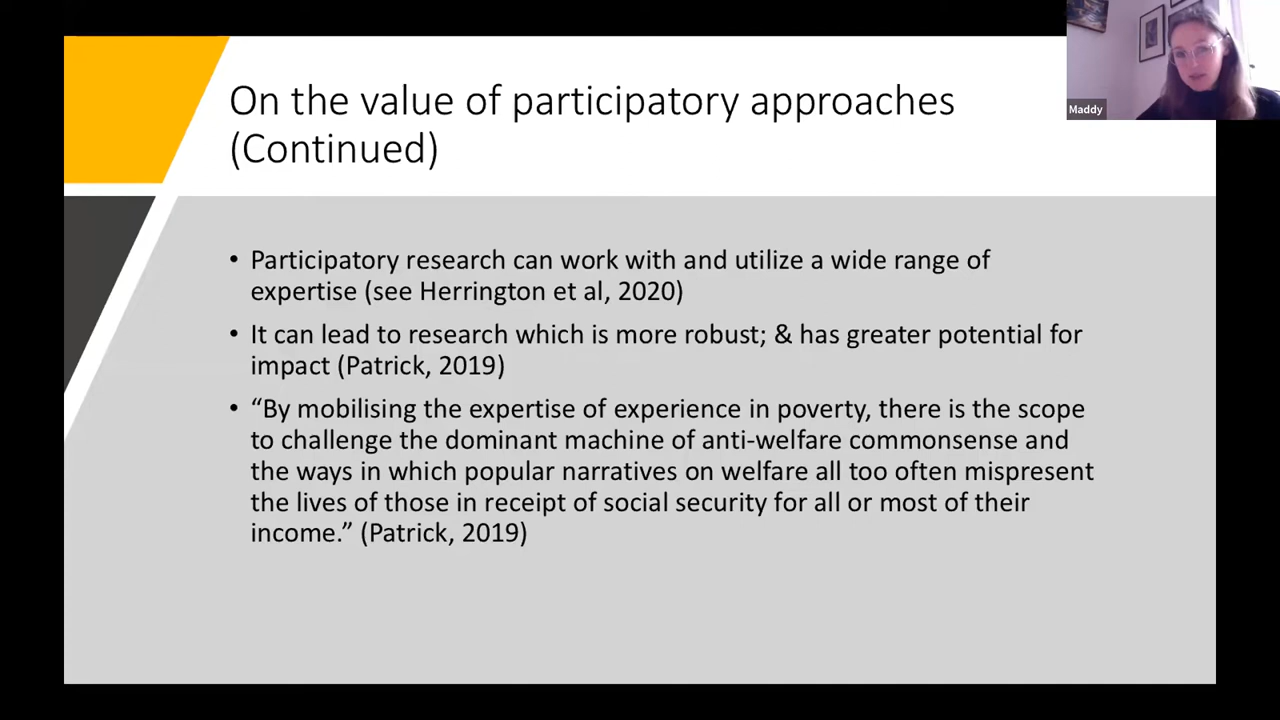 On the value of participatory approaches
(Continued)
Maddy
• Participatory research can work with and utilize a wide range of
expertise (see Herrington et al, 2020)
• It can lead to research which is more robust; & has greater potential for
impact (Patrick, 2019)
• “By mobilising the expertise of experience in poverty, there is the scope
to challenge the dominant machine of anti-welfare commonsense and
the ways in which popular narratives on welfare all too often mispresent
the lives of those in receipt of social security for all or most of their
income.” (Patrick, 2019)